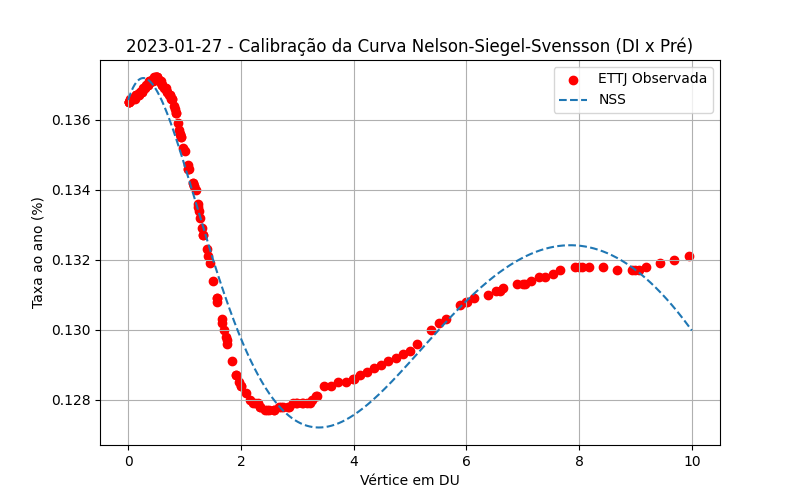 2023-01-27 - Calibração da Curva Nelson-Siegel-Svensson (DI x Pré)
ETTJ Observada
NSS
Taxa ao ano (%)
0.136
0.134
0.132
0.130
0.128
0 2 4 6 8 10
Vértice em DU